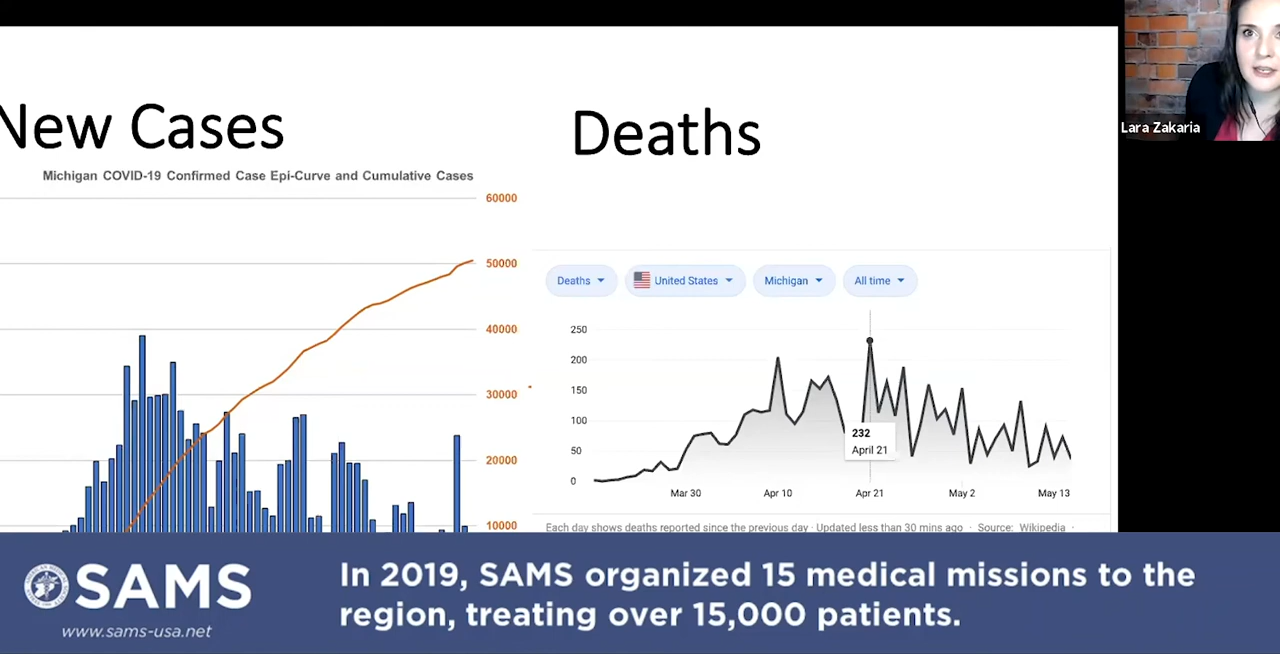 New Cases
Michigan COVID-19 Confirmed Case Epi-Curve and Cumulative Cases
60000
50000
40000
30000
20000
10000
Deaths
Deaths
United States
Michigan
All time
250
200
150
100
50
0
232
April 21
Mar 30
Apr 10
Apr 21
May 2
May 13
Each day shows deaths reported since the previous day · Updated less than 30 mins ago · Source: Wikipedia ·
Lara Zakaria
SAMS
www.sams-usa.net
In 2019, SAMS organized 15 medical missions to the
region, treating over 15,000 patients.